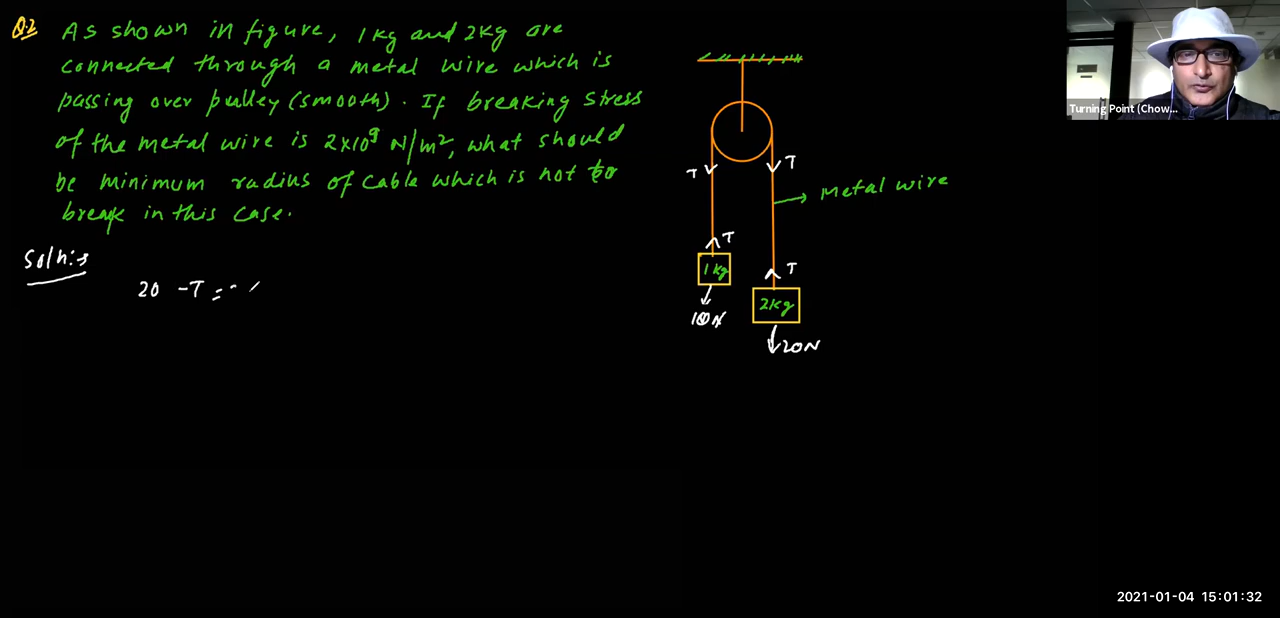 Q.2 As shown in figure, 1kg and 2kg are
connected through a metal wire which is
passing over pulley (smooth). If breaking stress
of the metal wire is 2x10⁹ N/m², what should
be minimum radius of cable which is not to
break in this case.
Soln:→
20 -T =
T
T
Metal wire
T
1kg
T
2kg
10N
20N
Turning Point (Chow...
2021-01-04 15:01:32